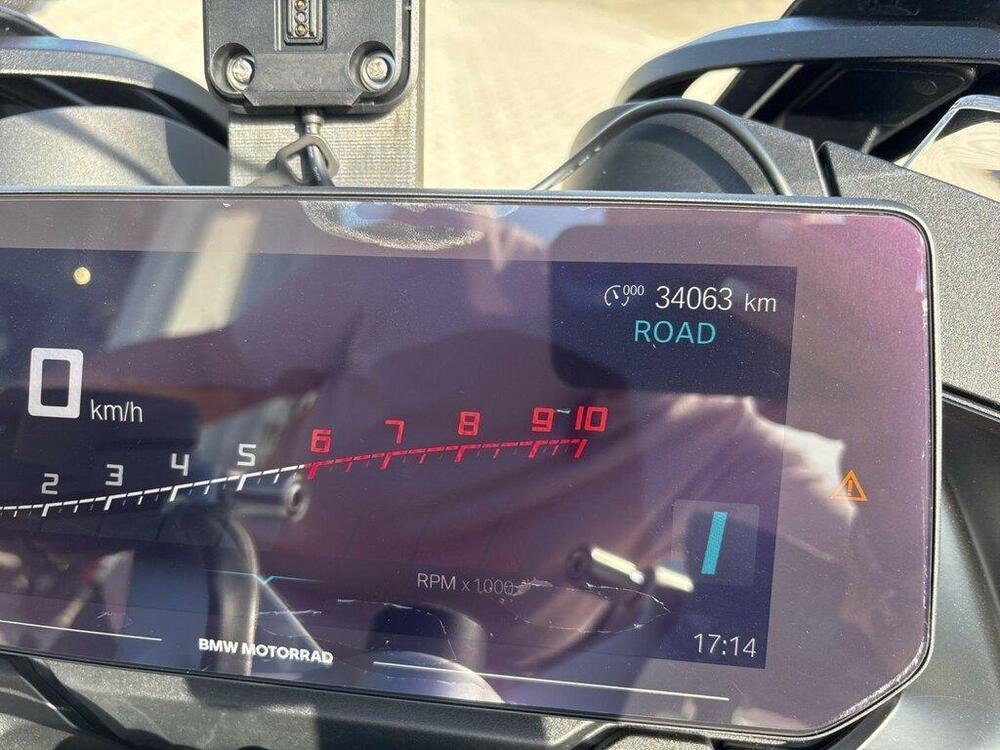 000 34063 km
ROAD
0 km/h
2 3 4 5 6 7 8 9 10
RPM x 1000
17:14
BMW MOTORRAD